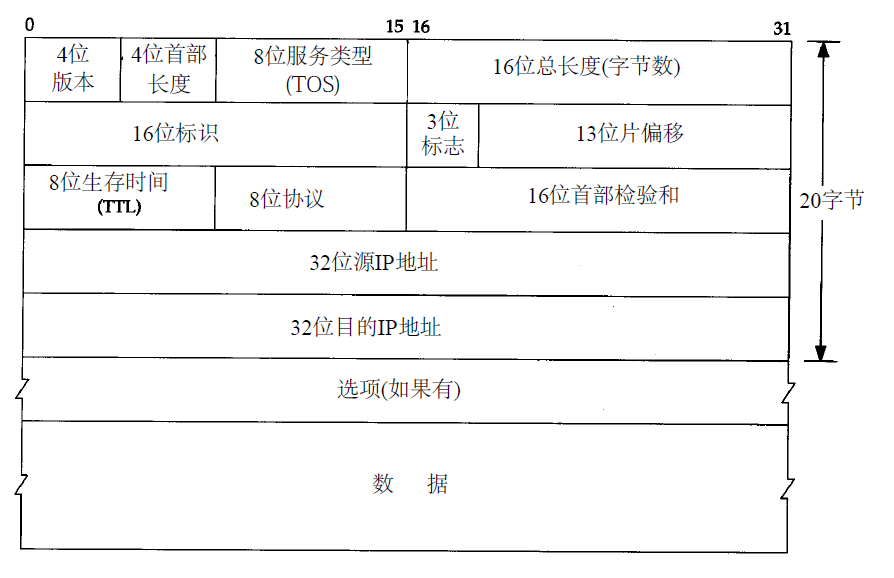 0 15 16 31
4位 4位首部 8位服务类型 16位总长度(字节数)
版本 长度 (TOS)
16位标识 3位 13位片偏移
标志
8位生存时间 8位协议 16位首部检验和
(TTL)
20字节
32位源IP地址
32位目的IP地址
选项(如果有)
数 据